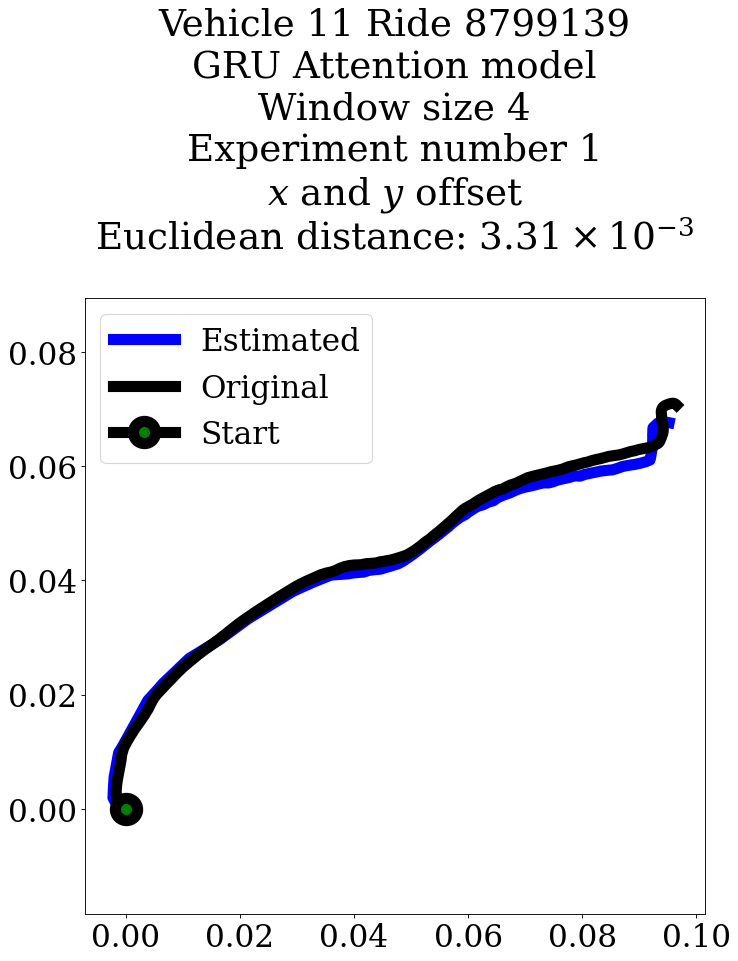 Vehicle 11 Ride 8799139
GRU Attention model
Window size 4
Experiment number 1
x and y offset
Euclidean distance: 3.31 × 10⁻³
Estimated
Original
Start
0.08
0.06
0.04
0.02
0.00
0.00 0.02 0.04 0.06 0.08 0.10